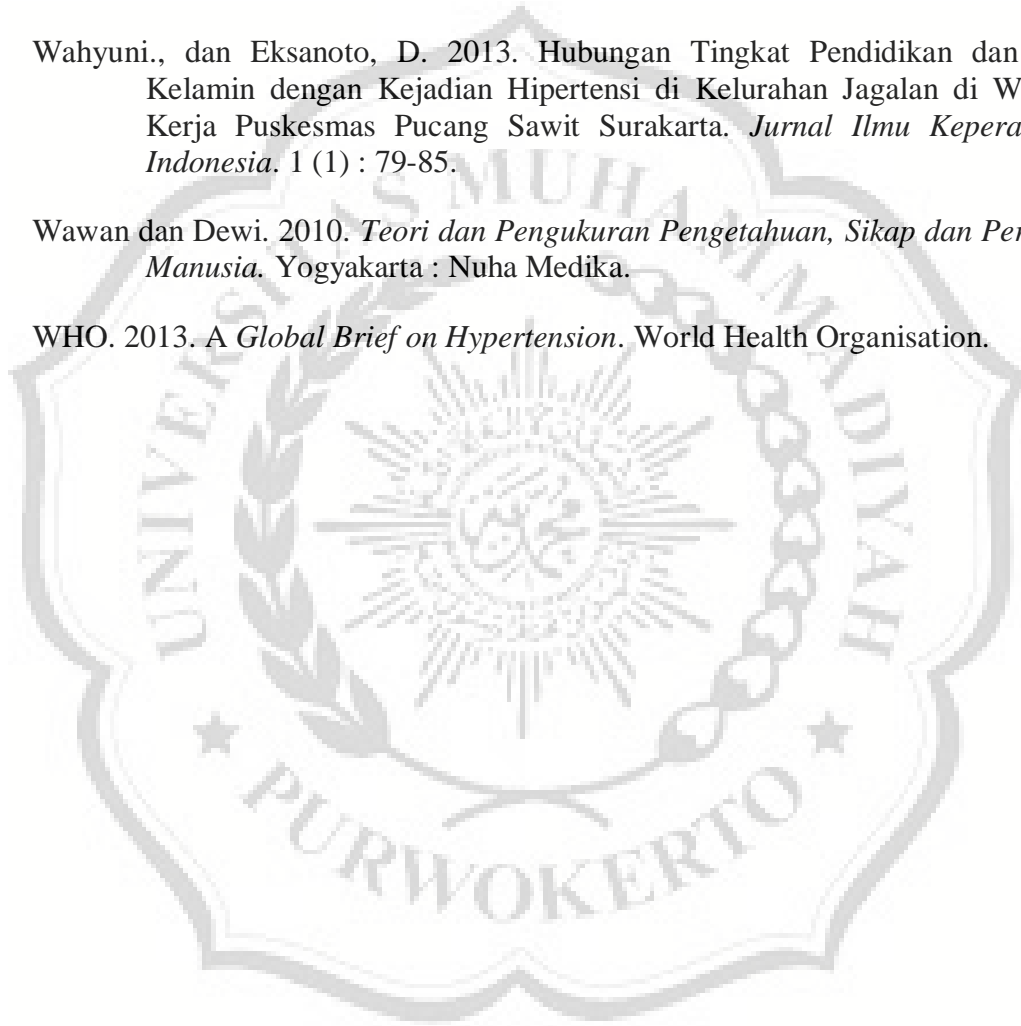 Wahyuni., dan Eksanoto, D. 2013. Hubungan Tingkat Pendidikan dan
Kelamin dengan Kejadian Hipertensi di Kelurahan Jagalan di W
Kerja Puskesmas Pucang Sawit Surakarta. Jurnal Ilmu Kepera
Indonesia. 1 (1) : 79-85.
Wawan dan Dewi. 2010. Teori dan Pengukuran Pengetahuan, Sikap dan Per
Manusia. Yogyakarta : Nuha Medika.
WHO. 2013. A Global Brief on Hypertension. World Health Organisation.
UNIVERSITAS MUHAMMADIYAH
PURWOKERTO